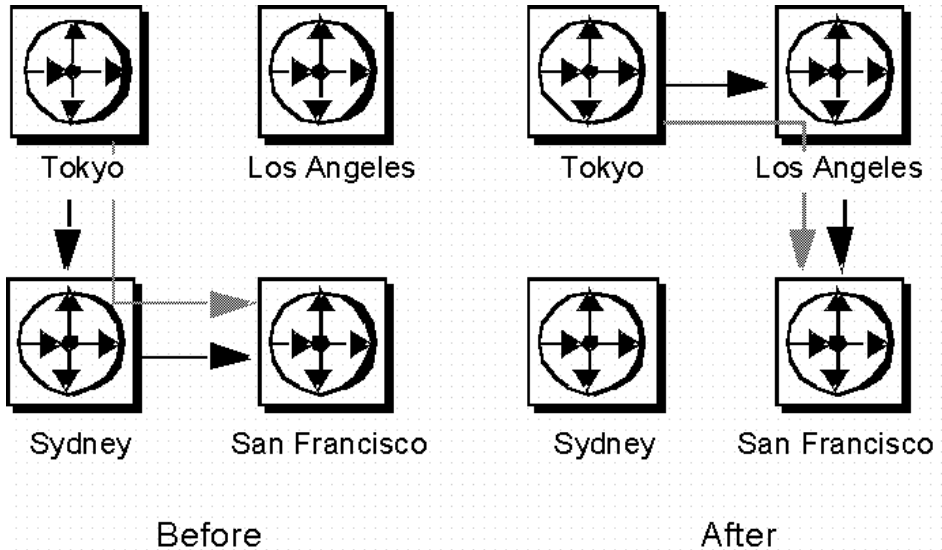 Tokyo
Los Angeles
Tokyo
Los Angeles
Sydney
San Francisco
Sydney
San Francisco
Before
After